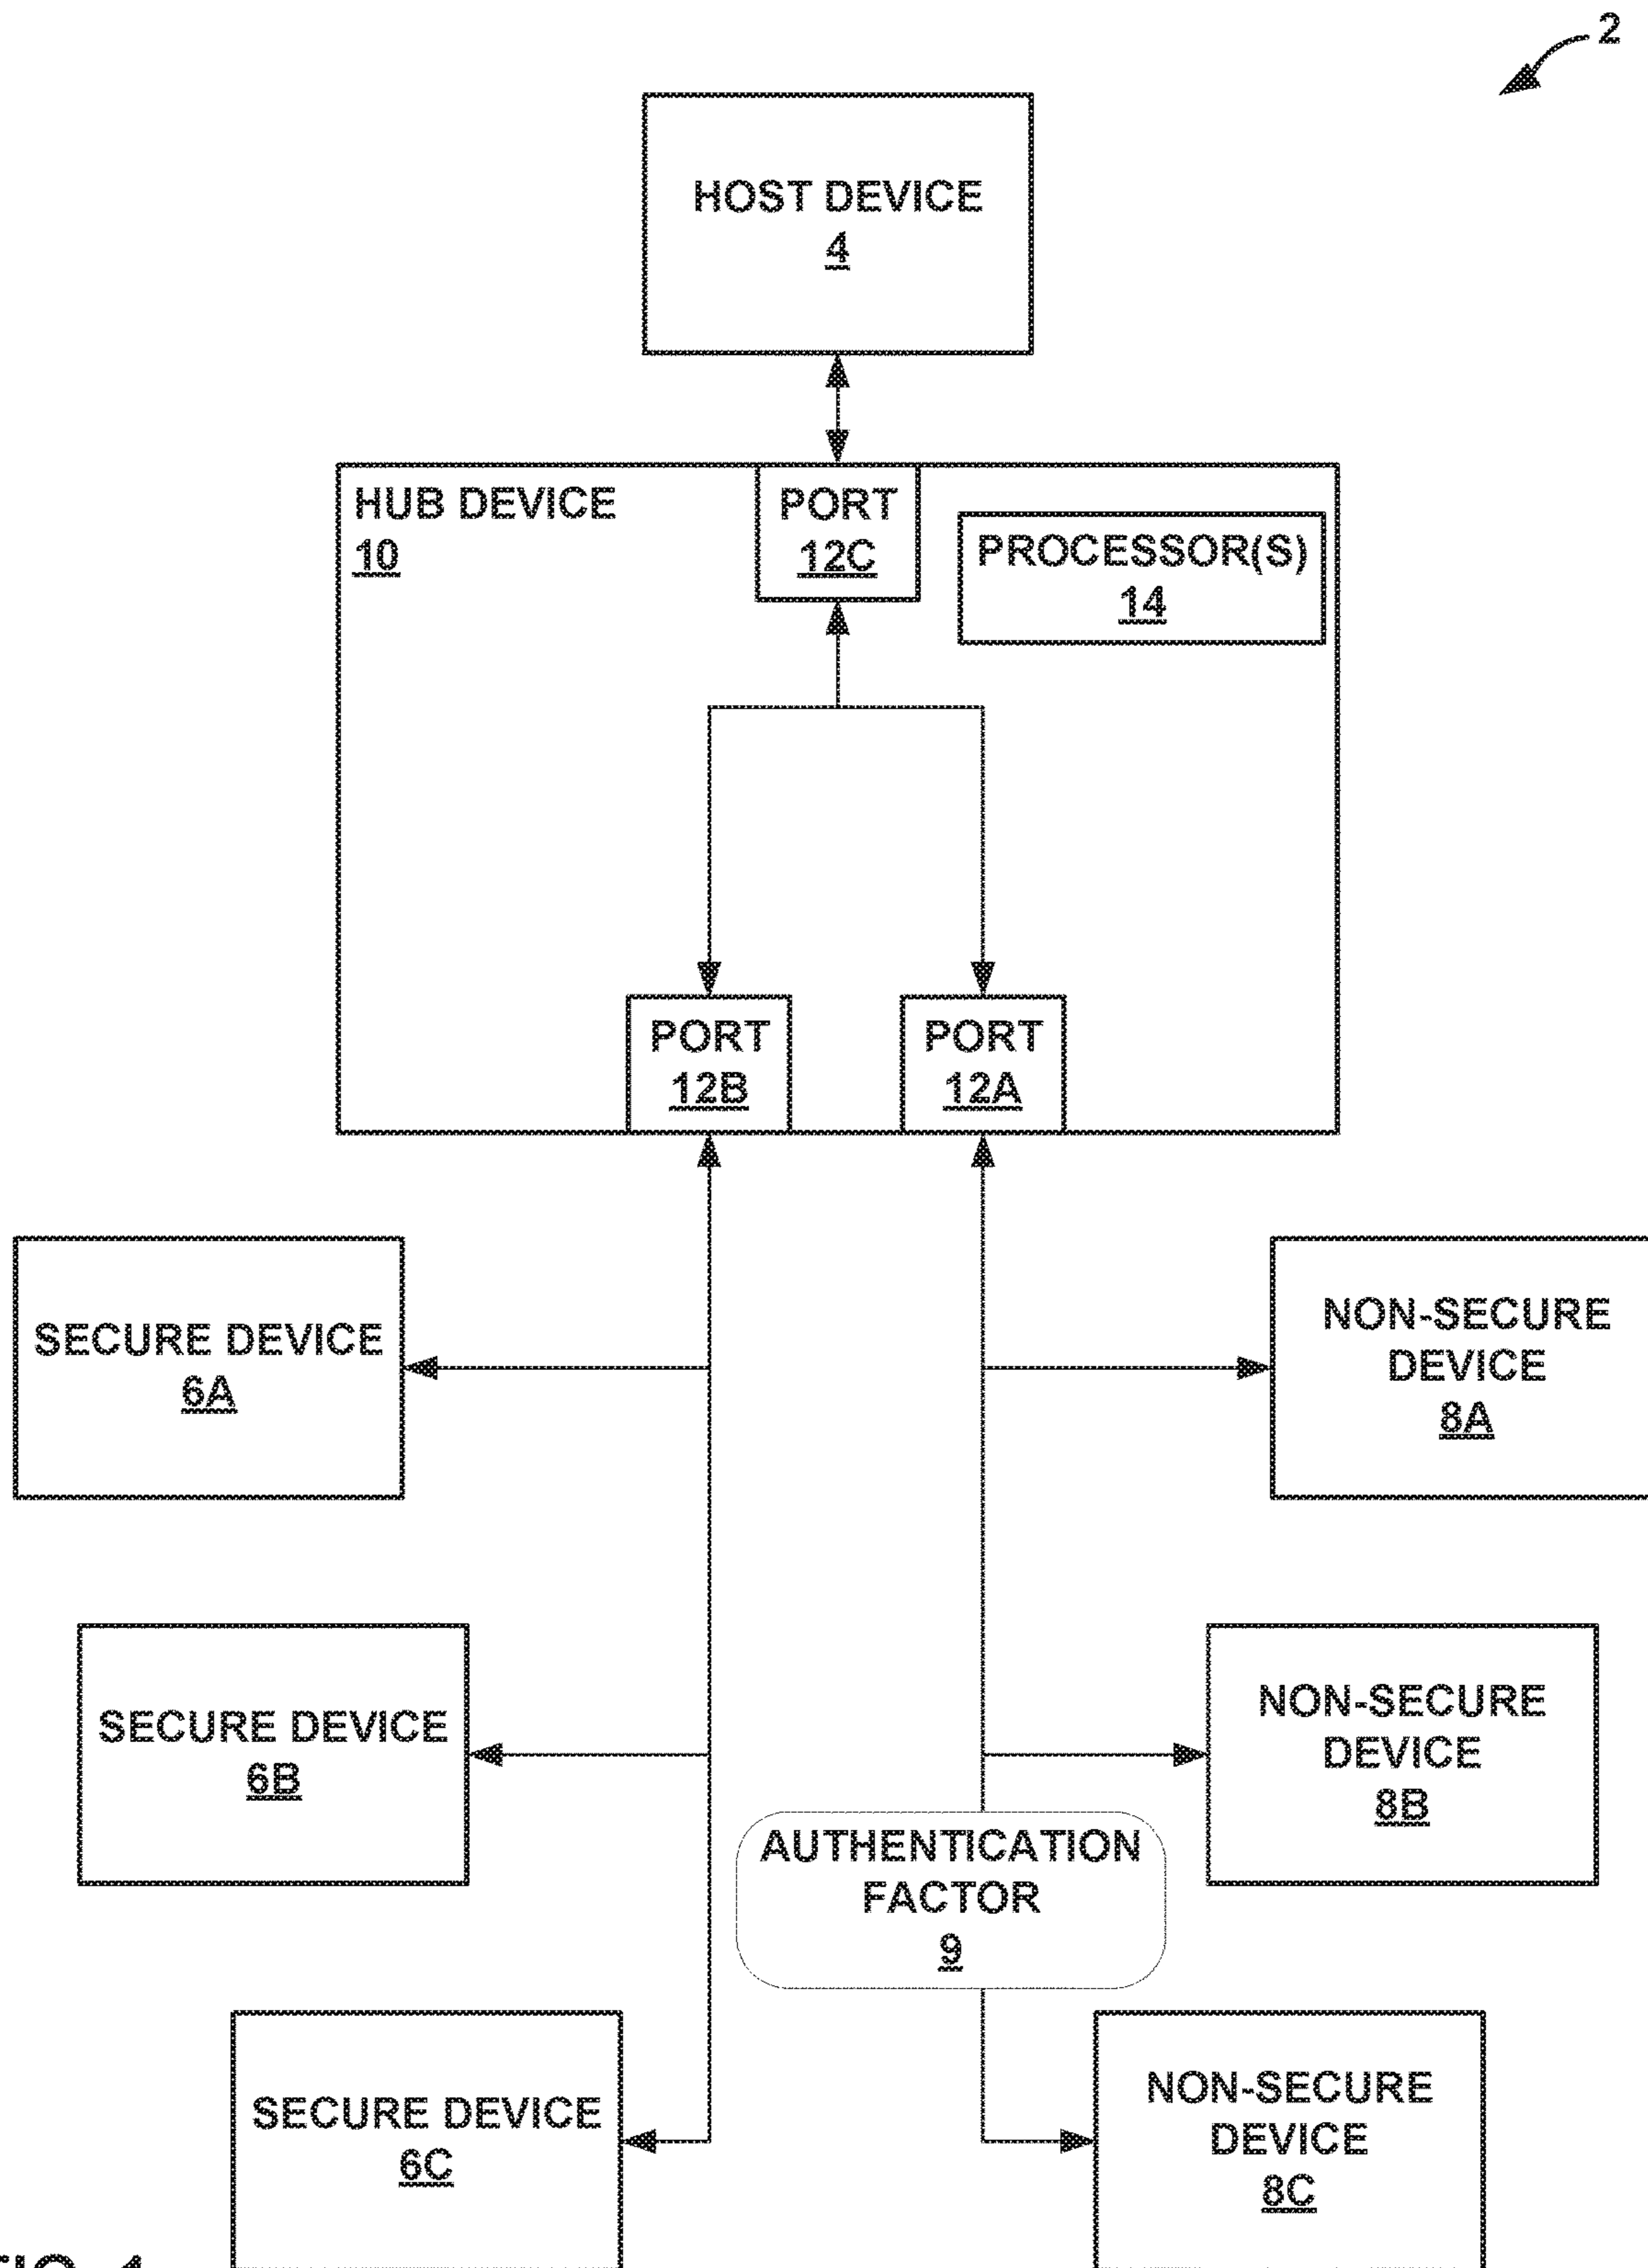 2
HOST DEVICE
4
HUB DEVICE
10
PORT
12C
PROCESSOR(S)
14
PORT
12B
PORT
12A
SECURE DEVICE
6A
NON-SECURE
DEVICE
8A
SECURE DEVICE
6B
NON-SECURE
DEVICE
8B
AUTHENTICATION
FACTOR
9
SECURE DEVICE
6C
NON-SECURE
DEVICE
8C